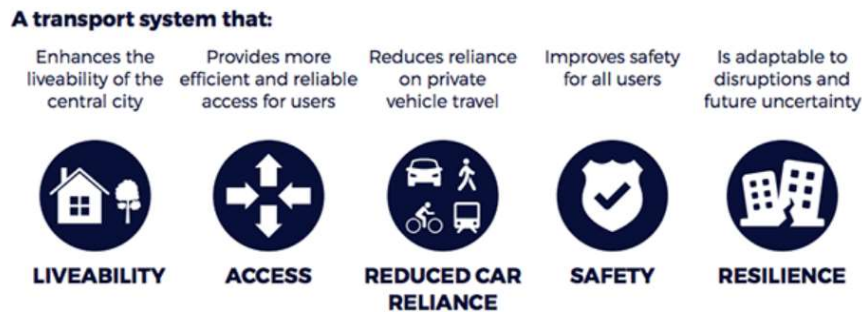 A transport system that:
Enhances the
liveability of the
central city
Provides more
efficient and reliable
access for users
Reduces reliance
on private
vehicle travel
Improves safety
for all users
Is adaptable to
disruptions and
future uncertainty
LIVEABILITY
ACCESS
REDUCED CAR
RELIANCE
SAFETY
RESILIENCE